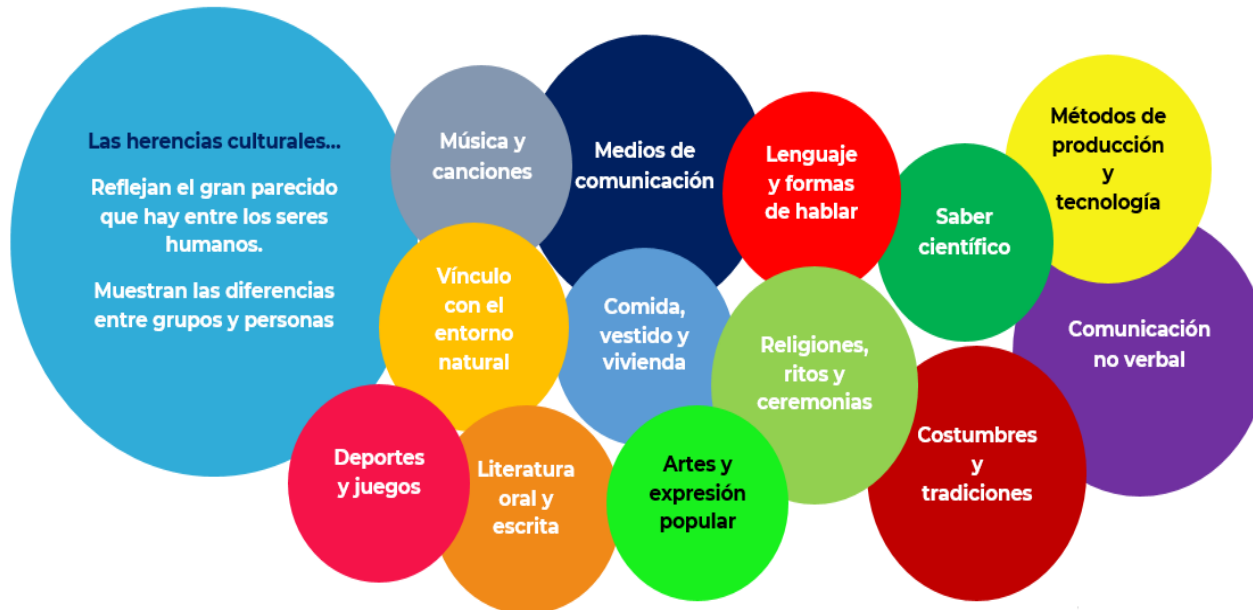 Las herencias culturales...
Reflejan el gran parecido
que hay entre los seres
humanos.
Muestran las diferencias
entre grupos y personas
Música y
canciones
Medios de
comunicación
Lenguaje
y formas
de hablar
Saber
científico
Métodos de
producción
y
tecnología
Vínculo
con el
entorno
natural
Comida,
vestido y
vivienda
Religiones,
ritos y
ceremonias
Comunicación
no verbal
Deportes
y juegos
Literatura
oral y
escrita
Artes y
expresión
popular
Costumbres
y
tradiciones